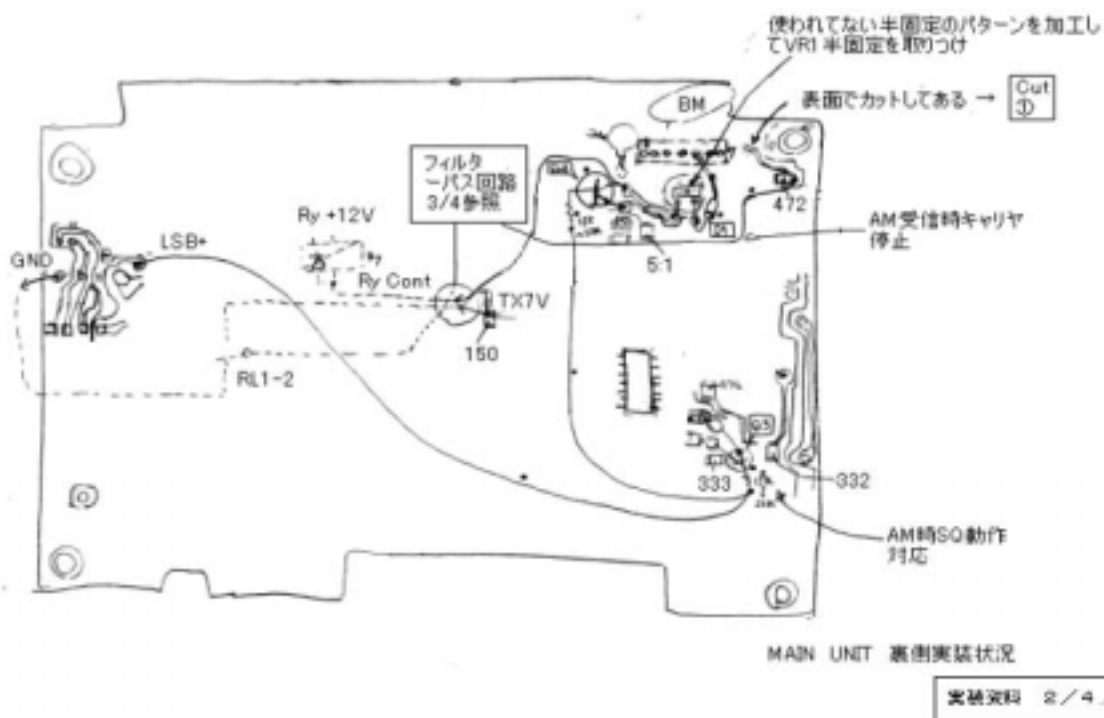 使われてない半固定のパターンを加工し
てVR1 半固定を取りつけ
BM
表面でカットしてある →
Cut
①
フィルタ
ーパス回路
3/4参照
Ry +12V
472
LSB+
AM受信時キャリヤ
停止
GND
5:1
Ry Cont
TX7V
150
RL1-2
Q3
333
332
AM時SQ動作
対応
MAIN UNIT 裏側実装状況
実装資料 2/4